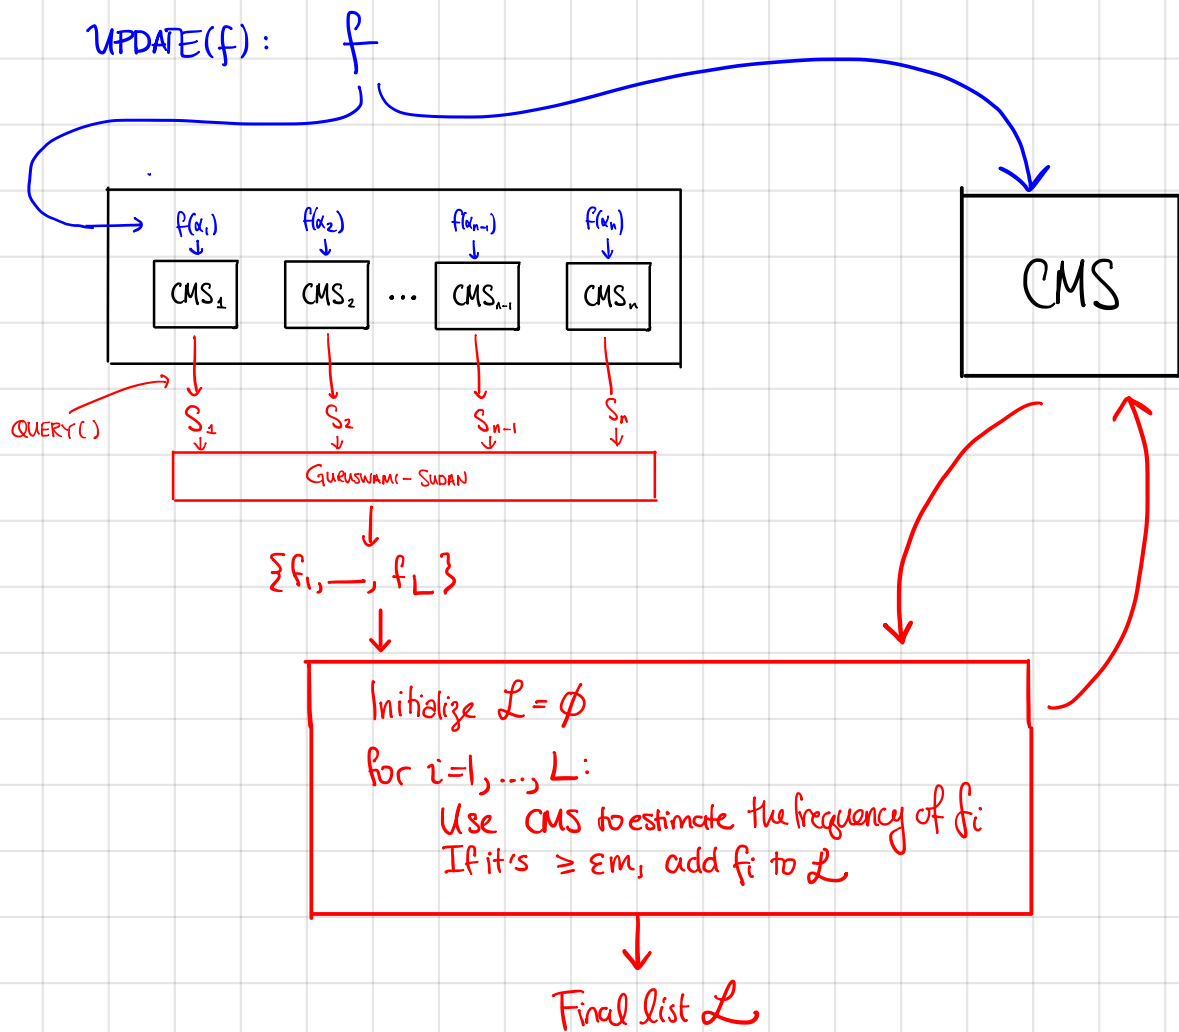 UPDATE(f): f
f(α₁) f(α₂) f(αₙ₋₁) f(αₙ)
CMS₁ CMS₂ ... CMSₙ₋₁ CMSₙ
CMS
QUERY()
S₁ S₂ Sₙ₋₁ Sₙ
GURUSWAMI-SUDAN
{f₁, —, f_L}
Initialize ℒ = ∅
for i=1, ..., L:
Use CMS to estimate the frequency of fᵢ
If it's ≥ εm, add fᵢ to ℒ
Final list ℒ